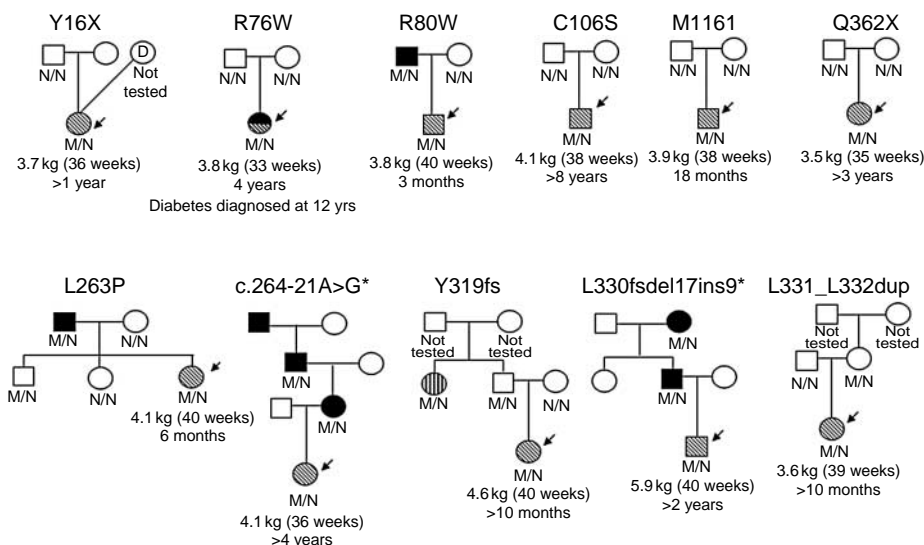 Y16X
D
N/N
Not
tested
M/N
3.7 kg (36 weeks)
>1 year
R76W
N/N N/N
M/N
3.8 kg (33 weeks)
4 years
Diabetes diagnosed at 12 yrs
R80W
M/N N/N
M/N
3.8 kg (40 weeks)
3 months
C106S
N/N N/N
M/N
4.1 kg (38 weeks)
>8 years
M1161
N/N N/N
M/N
3.9 kg (38 weeks)
18 months
Q362X
N/N N/N
M/N
3.5 kg (35 weeks)
>3 years
L263P
M/N N/N
M/N N/N M/N
4.1 kg (40 weeks)
6 months
c.264-21A>G*
M/N
M/N
M/N
4.1 kg (36 weeks)
>4 years
Y319fs
Not
tested
Not
tested
M/N M/N N/N
M/N
4.6 kg (40 weeks)
>10 months
L330fsdel17ins9*
M/N
M/N
M/N
5.9 kg (40 weeks)
>2 years
L331_L332dup
Not
tested
Not
tested
N/N M/N
M/N
3.6 kg (39 weeks)
>10 months